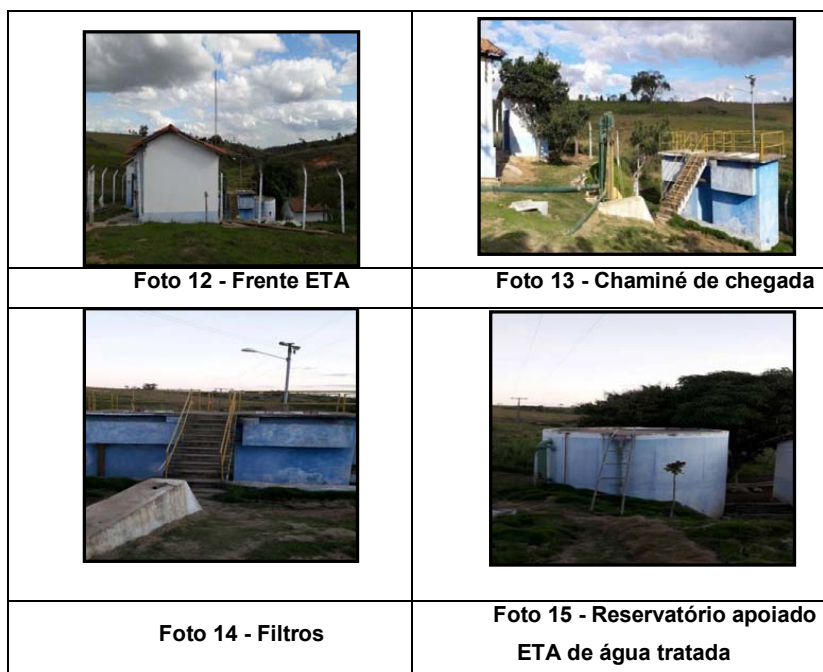 Foto 12 - Frente ETA
Foto 13 - Chaminé de chegada
Foto 14 - Filtros
Foto 15 - Reservatório apoiado
ETA de água tratada